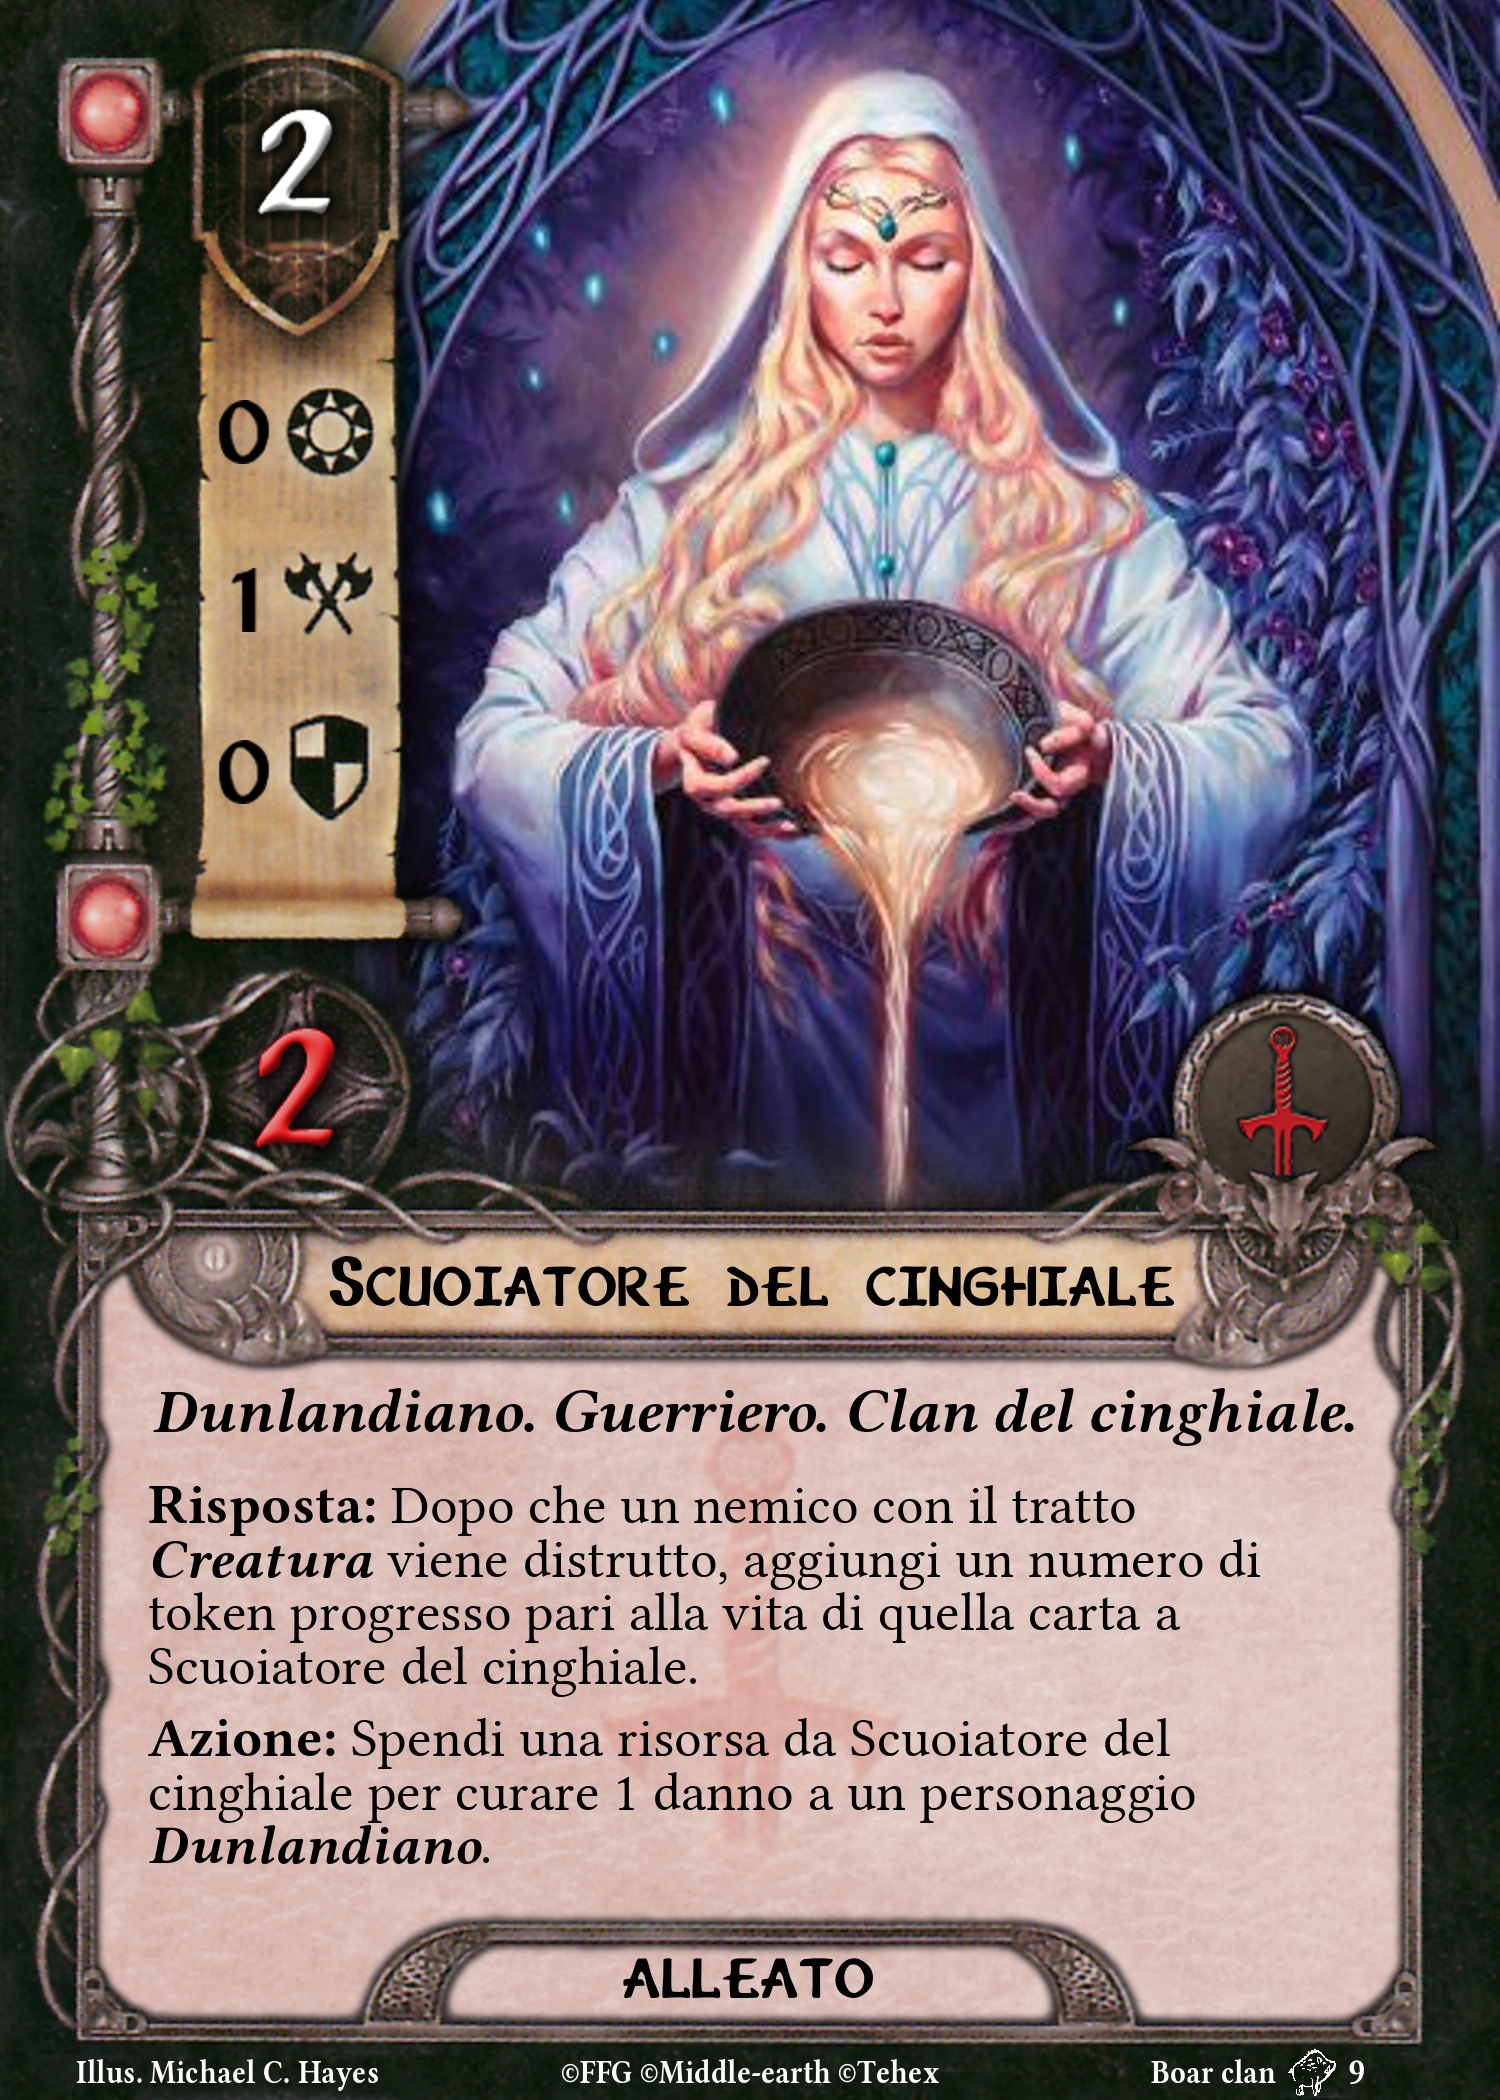 2
0
1
0
2
Scuoiatore del cinghiale
Dunlandiano. Guerriero. Clan del cinghiale.
Risposta: Dopo che un nemico con il tratto
Creatura viene distrutto, aggiungi un numero di
token progresso pari alla vita di quella carta a
Scuoiatore del cinghiale.
Azione: Spendi una risorsa da Scuoiatore del
cinghiale per curare 1 danno a un personaggio
Dunlandiano.
ALLEATO
Illus. Michael C. Hayes ©FFG ©Middle-earth ©Tehex Boar clan 9